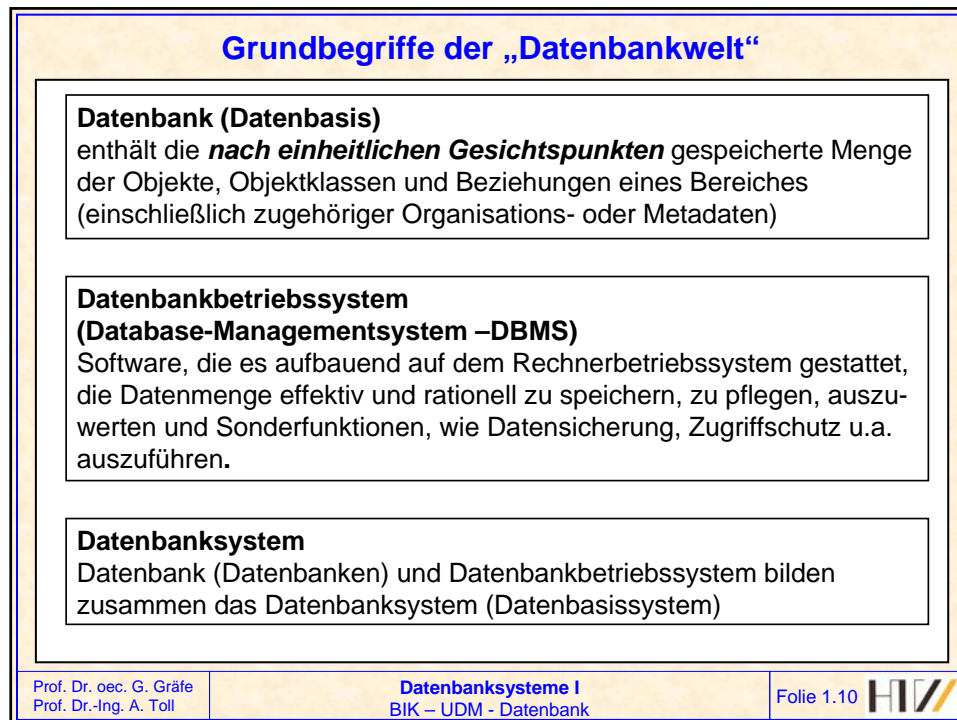 Grundbegriffe der „Datenbankwelt“
Datenbank (Datenbasis)
enthält die nach einheitlichen Gesichtspunkten gespeicherte Menge
der Objekte, Objektklassen und Beziehungen eines Bereiches
(einschließlich zugehöriger Organisations- oder Metadaten)
Datenbankbetriebssystem
(Database-Managementsystem –DBMS)
Software, die es aufbauend auf dem Rechnerbetriebssystem gestattet,
die Datenmenge effektiv und rationell zu speichern, zu pflegen, auszu-
werten und Sonderfunktionen, wie Datensicherung, Zugriffschutz u.a.
auszuführen.
Datenbanksystem
Datenbank (Datenbanken) und Datenbankbetriebssystem bilden
zusammen das Datenbanksystem (Datenbasissystem)
Prof. Dr. oec. G. Gräfe
Prof. Dr.-Ing. A. Toll
Datenbanksysteme I
BIK – UDM - Datenbank
Folie 1.10